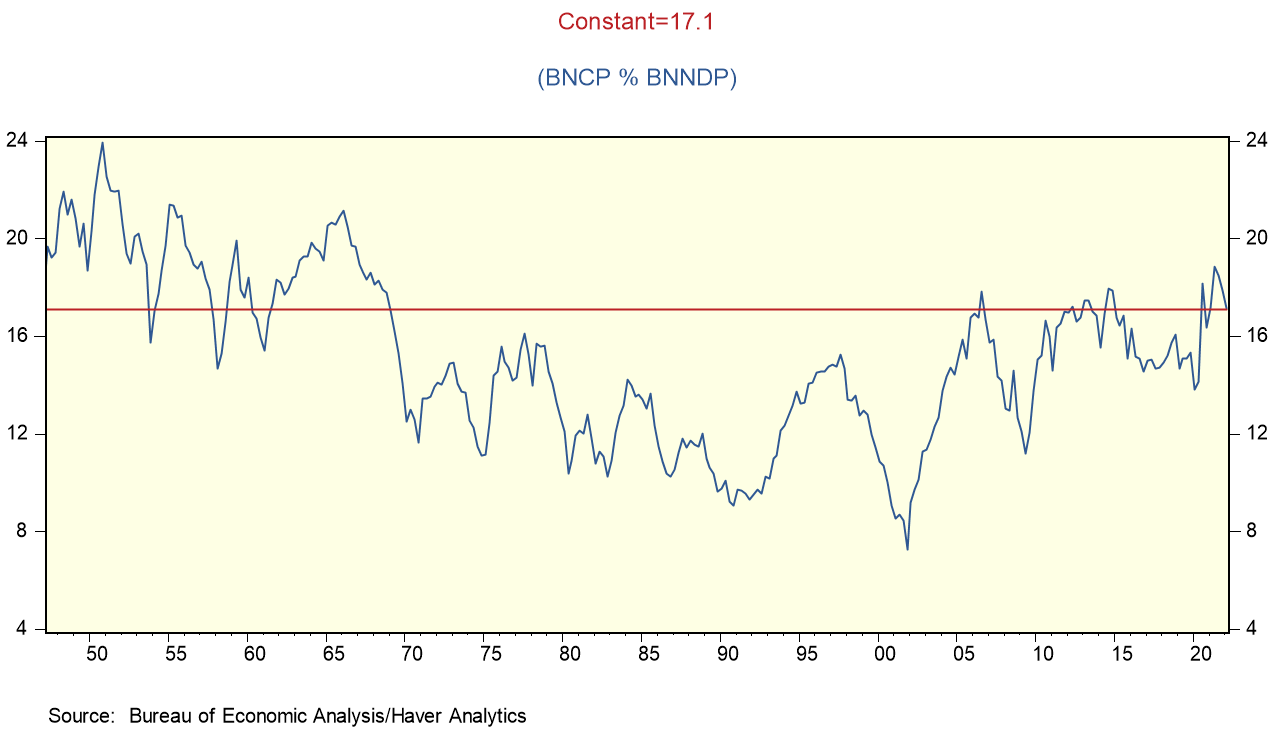 Constant=17.1
(BNCP % BNNDP)
24 24
20 20
16 16
12 12
8 8
4 4
50 55 60 65 70 75 80 85 90 95 00 05 10 15 20
Source: Bureau of Economic Analysis/Haver Analytics